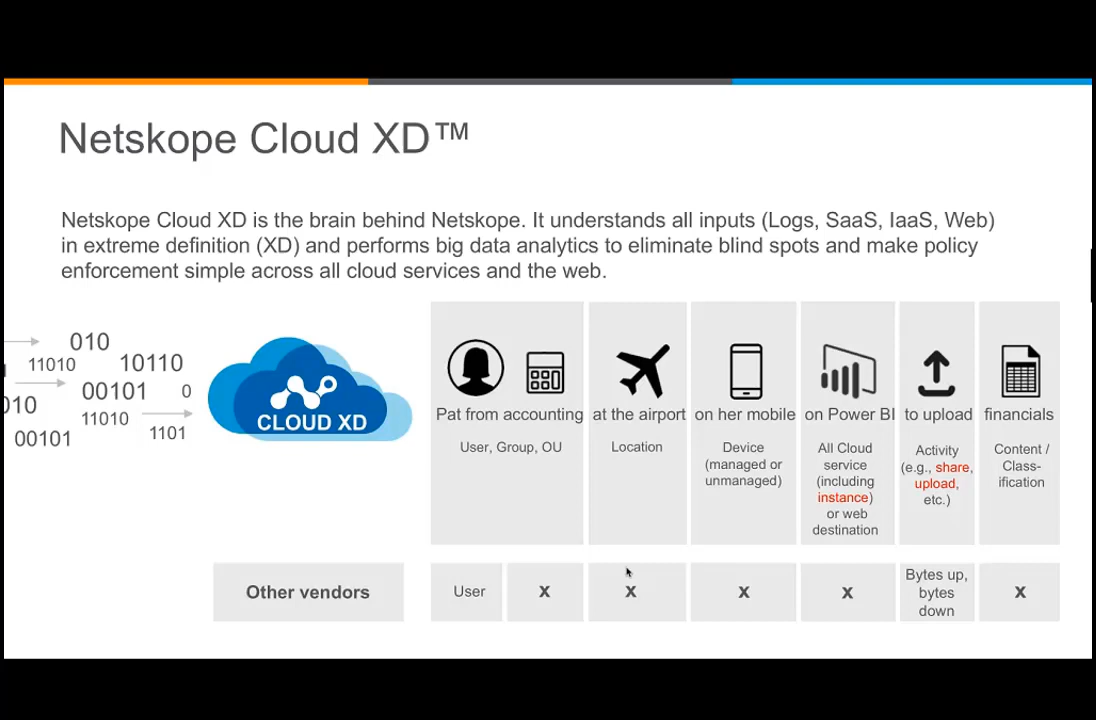 Netskope Cloud XD™
Netskope Cloud XD is the brain behind Netskope. It understands all inputs (Logs, SaaS, IaaS, Web)
in extreme definition (XD) and performs big data analytics to eliminate blind spots and make policy
enforcement simple across all cloud services and the web.
010
11010
10110
00101
0
010
11010
1101
00101
CLOUD XD
Pat from accounting
User, Group, OU
at the airport
Location
on her mobile
Device
(managed or
unmanaged)
on Power BI
All Cloud
service
(including
instance)
or web
destination
to upload
Activity
(e.g., share,
upload,
etc.)
financials
Content /
Class-
ification
Other vendors
User
x
x
x
x
Bytes up,
bytes
down
x